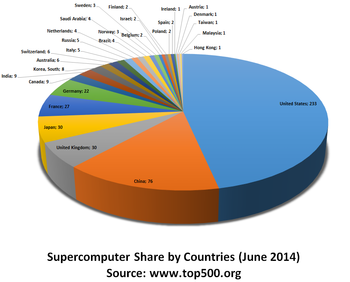 Sweden; 3
Finland; 2
Ireland; 1
Austria; 1
Denmark; 1
Saudi Arabia; 4
Israel; 2
Spain; 2
Taiwan; 1
Netherlands; 4
Norway; 3
Belgium; 2
Poland; 2
Malaysia; 1
Russia; 5
Brazil; 4
Hong Kong; 1
Switzerland; 6
Italy; 5
Australia; 6
Korea, South; 8
India; 9
Canada; 9
Germany; 22
France; 27
United States; 233
Japan; 30
United Kingdom; 30
China; 76
Supercomputer Share by Countries (June 2014)
Source: www.top500.org